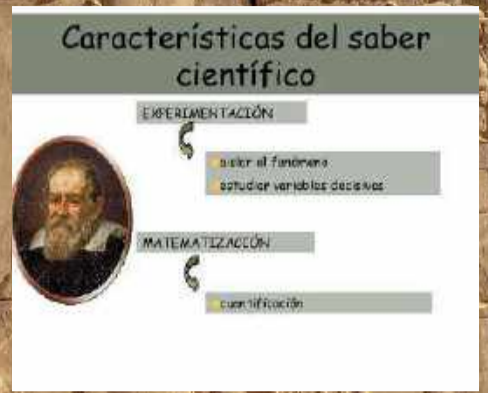 Características del saber
científico
EXPERIMENTACIÓN
aislar el fenómeno
estudiar variables decisivas
MATEMATIZACIÓN
cuantificación